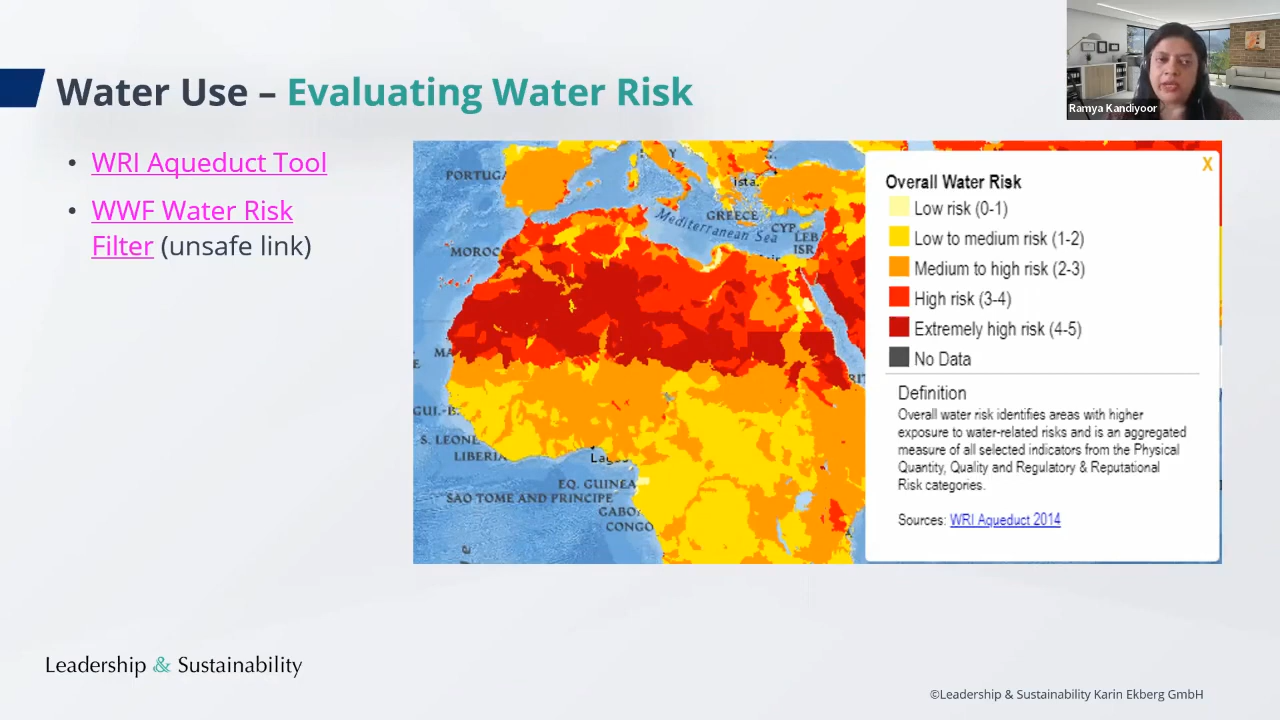 Ramya Kandiyoor
Water Use – Evaluating Water Risk
• WRI Aqueduct Tool
• WWF Water Risk
Filter (unsafe link)
PORTUGA
ista.
GREECE
Mediterranean Sea
CYP
LEB
ISR
MOROC
MA
GUI.-B
S. LEONE
LIBERIA
EQ. GUINEA
SAO TOME AND PRINCIPE
GABO
CONGO
X
Overall Water Risk
Low risk (0-1)
Low to medium risk (1-2)
Medium to high risk (2-3)
High risk (3-4)
Extremely high risk (4-5)
No Data
Definition
Overall water risk identifies areas with higher
exposure to water-related risks and is an aggregated
measure of all selected indicators from the Physical
Quantity, Quality and Regulatory & Reputational
Risk categories.
Sources: WRI Aqueduct 2014
Leadership & Sustainability
©Leadership & Sustainability Karin Ekberg GmbH